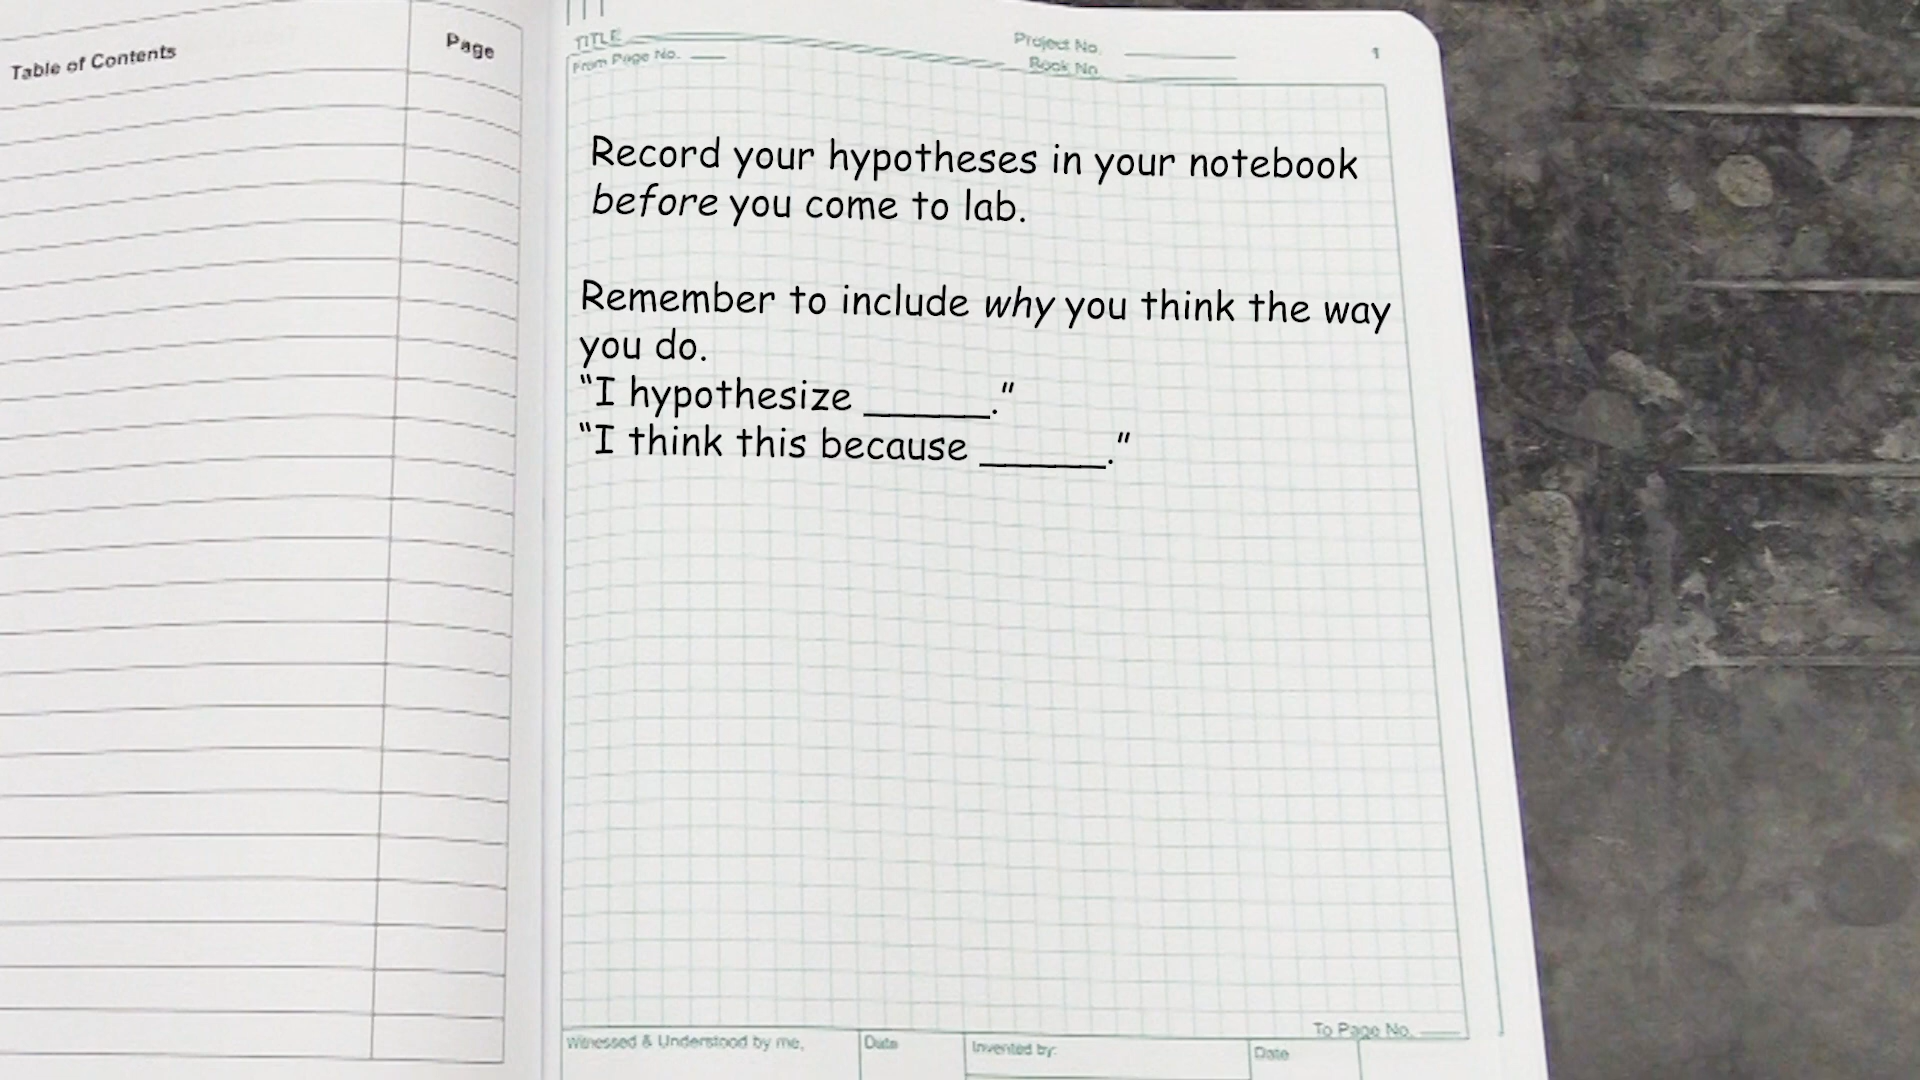 Table of Contents
Page
TITLE
Project No.
1
From Page No.
Book No.
Record your hypotheses in your notebook
before you come to lab.
Remember to include why you think the way
you do.
“I hypothesize ______.”
“I think this because ______.”
To Page No.
Witnessed & Understood by me,
Date
Invented by:
Date